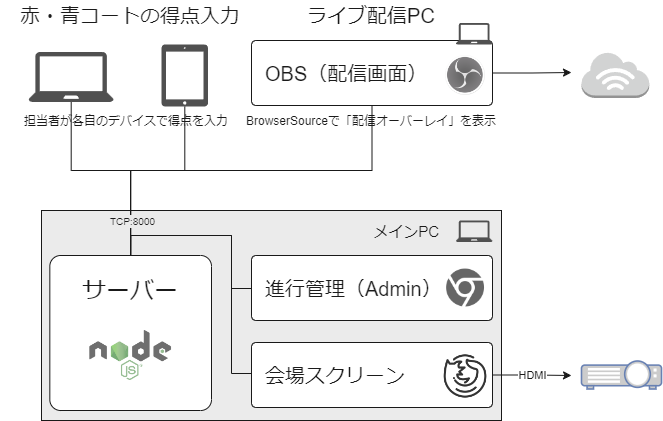 赤・青コートの得点入力
ライブ配信PC
OBS（配信画面）
担当者が各自のデバイスで得点を入力
BrowserSourceで「配信オーバーレイ」を表示
TCP:8000
メインPC
サーバー
node
JS
進行管理（Admin）
会場スクリーン
HDMI